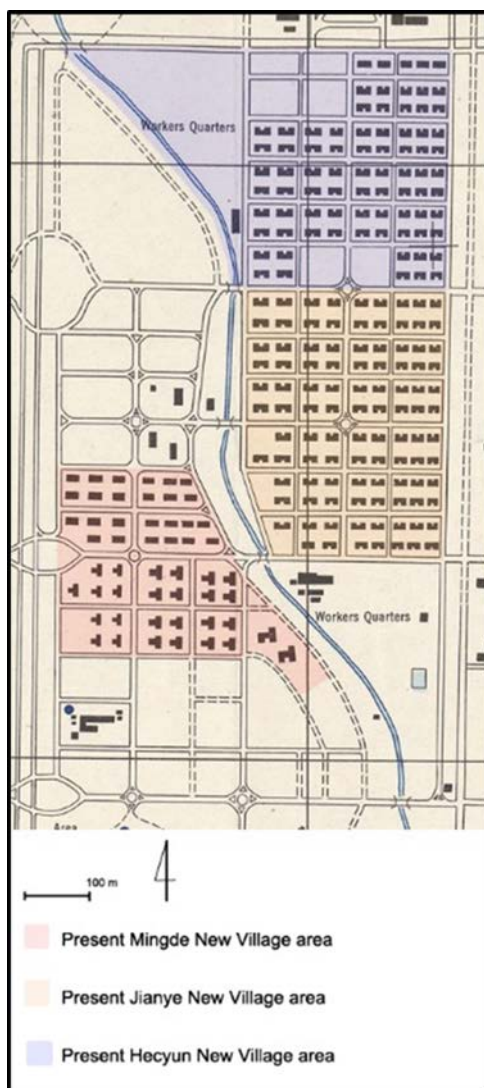 Workers Quarters
Workers Quarters
Area
100 m
Present Mingde New Village area
Present Jianye New Village area
Present Hecyun New Village area